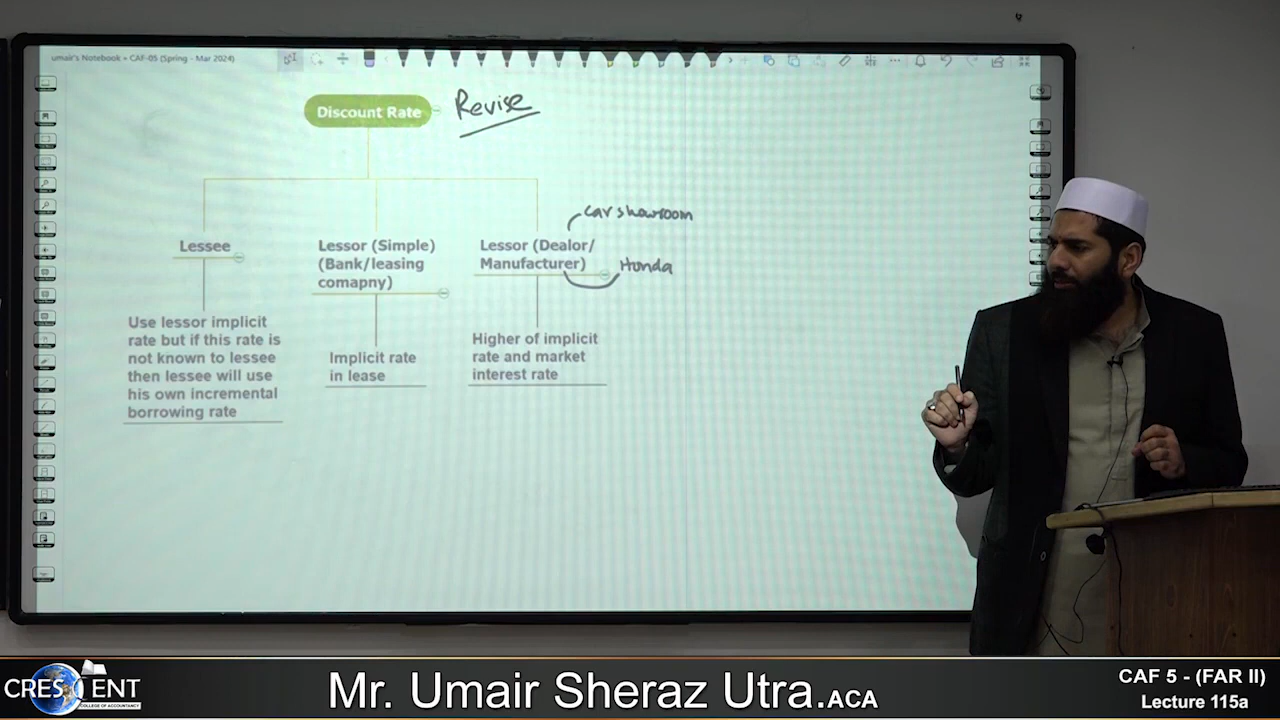 umair's Notebook » CAF-05 (Spring - Mar 2024)
Discount Rate
Revise
car showroom
Lessee
Lessor (Simple)
(Bank/leasing
comapny)
Lessor (Dealor/
Manufacturer)
Honda
Use lessor implicit
rate but if this rate is
not known to lessee
then lessee will use
his own incremental
borrowing rate
Implicit rate
in lease
Higher of implicit
rate and market
interest rate
CRESCENT
COLLEGE OF ACCOUNTANCY
Mr. Umair Sheraz Utra.ACA
CAF 5 - (FAR II)
Lecture 115a